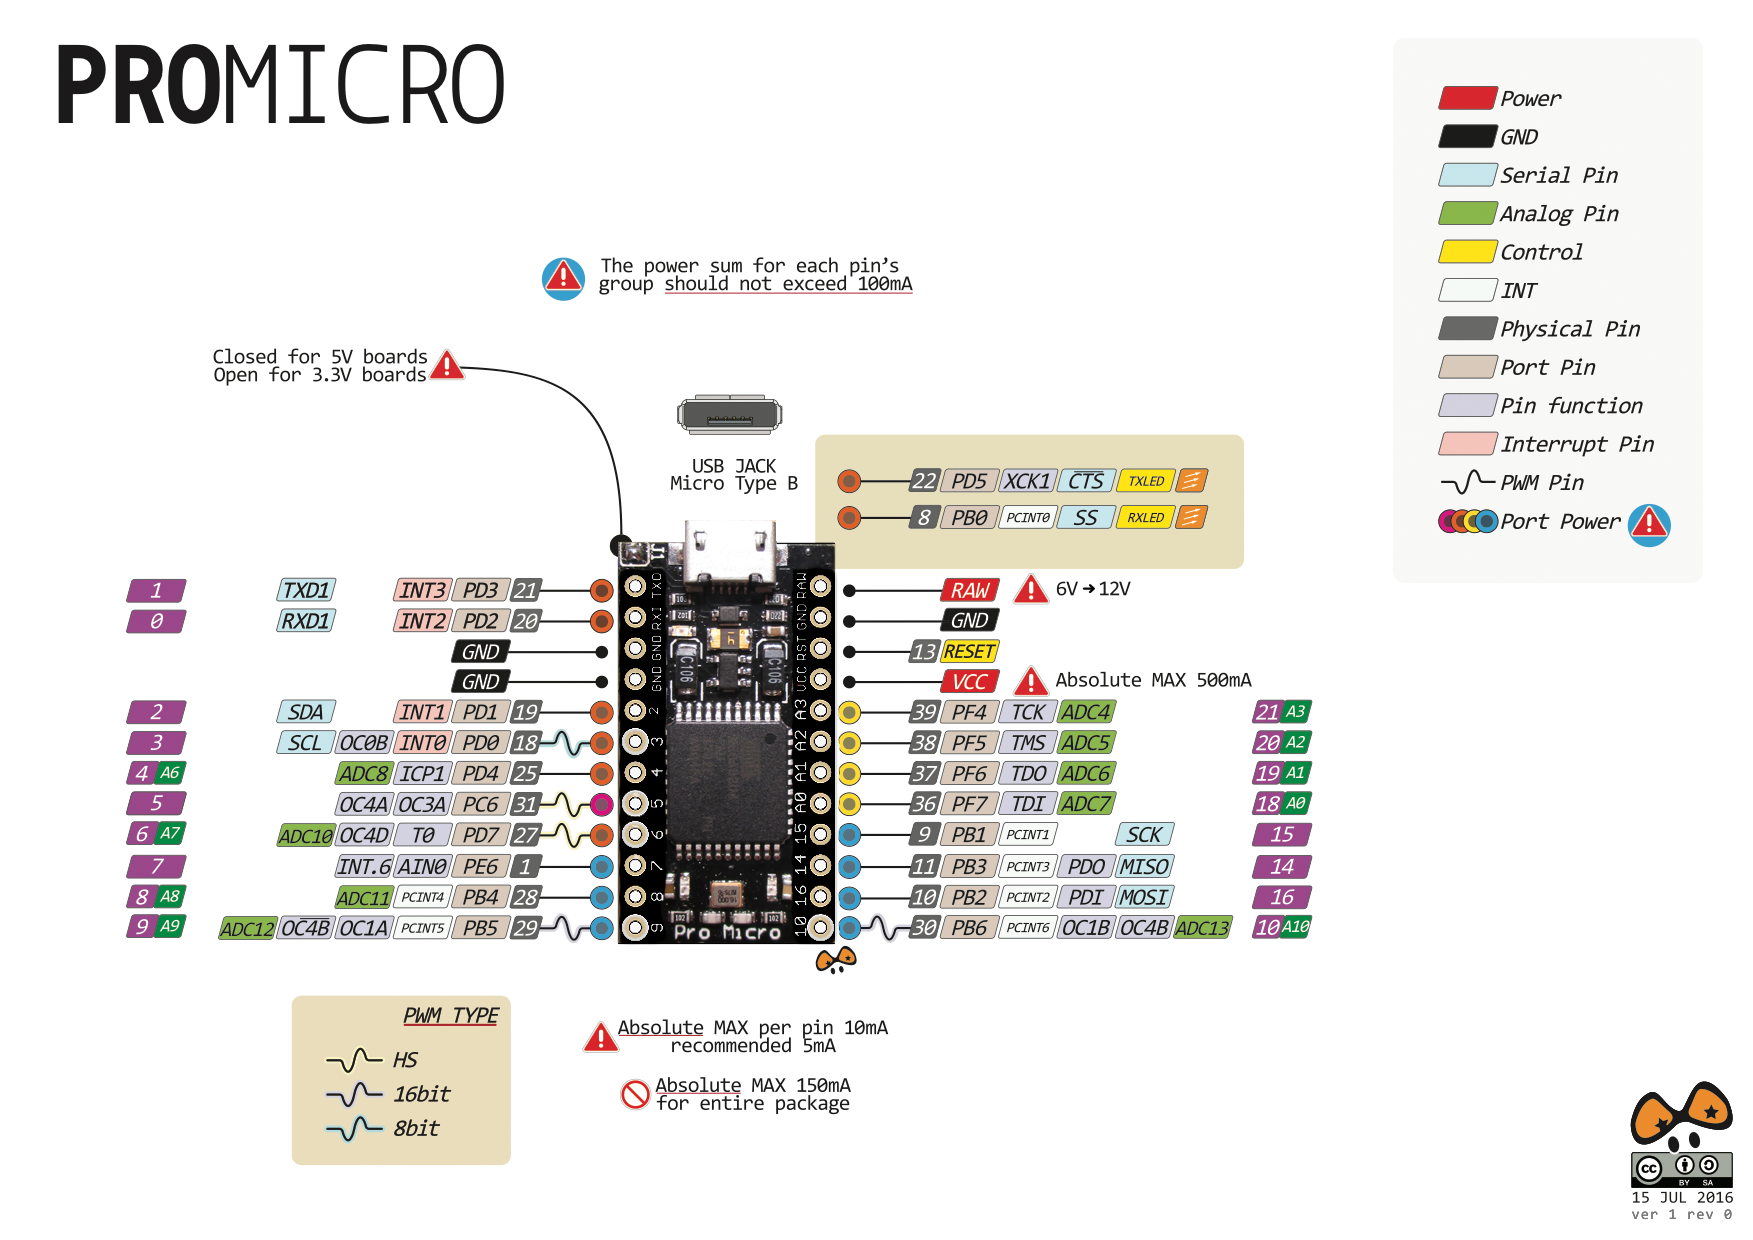 PROMICRO
Power
GND
Serial Pin
Analog Pin
Control
INT
Physical Pin
Port Pin
Pin function
Interrupt Pin
PWM Pin
Port Power
The power sum for each pin's
group should not exceed 100mA
Closed for 5V boards
Open for 3.3V boards
USB JACK
Micro Type B
22 PD5 XCK1 CTS TXLED
8 PB0 PCINT0 SS RXLED
1 TXD1 INT3 PD3 21
0 RXD1 INT2 PD2 20
GND
GND
2 SDA INT1 PD1 19
3 SCL OC0B INT0 PD0 18
4 A6 ADC8 ICP1 PD4 25
5 OC4A OC3A PC6 31
6 A7 ADC10 OC4D T0 PD7 27
7 INT.6 AIN0 PE6 1
8 A8 ADC11 PCINT4 PB4 28
9 A9 ADC12 OC4B OC1A PCINT5 PB5 29
J1
TXD RAW
RXI GND
GND RST
GND VCC
2 A3
3 A2
4 A1
5 A0
6 15
7 14
8 16
9 10
C106 C106
102 102
Pro Micro
RAW 6V→12V
GND
13 RESET
VCC Absolute MAX 500mA
39 PF4 TCK ADC4 21 A3
38 PF5 TMS ADC5 20 A2
37 PF6 TDO ADC6 19 A1
36 PF7 TDI ADC7 18 A0
9 PB1 PCINT1 SCK 15
11 PB3 PCINT3 PDO MISO 14
10 PB2 PCINT2 PDI MOSI 16
30 PB6 PCINT6 OC1B OC4B ADC13 10 A10
PWM TYPE
HS
16bit
8bit
Absolute MAX per pin 10mA
recommended 5mA
Absolute MAX 150mA
for entire package
cc
BY SA
15 JUL 2016
ver 1 rev 0